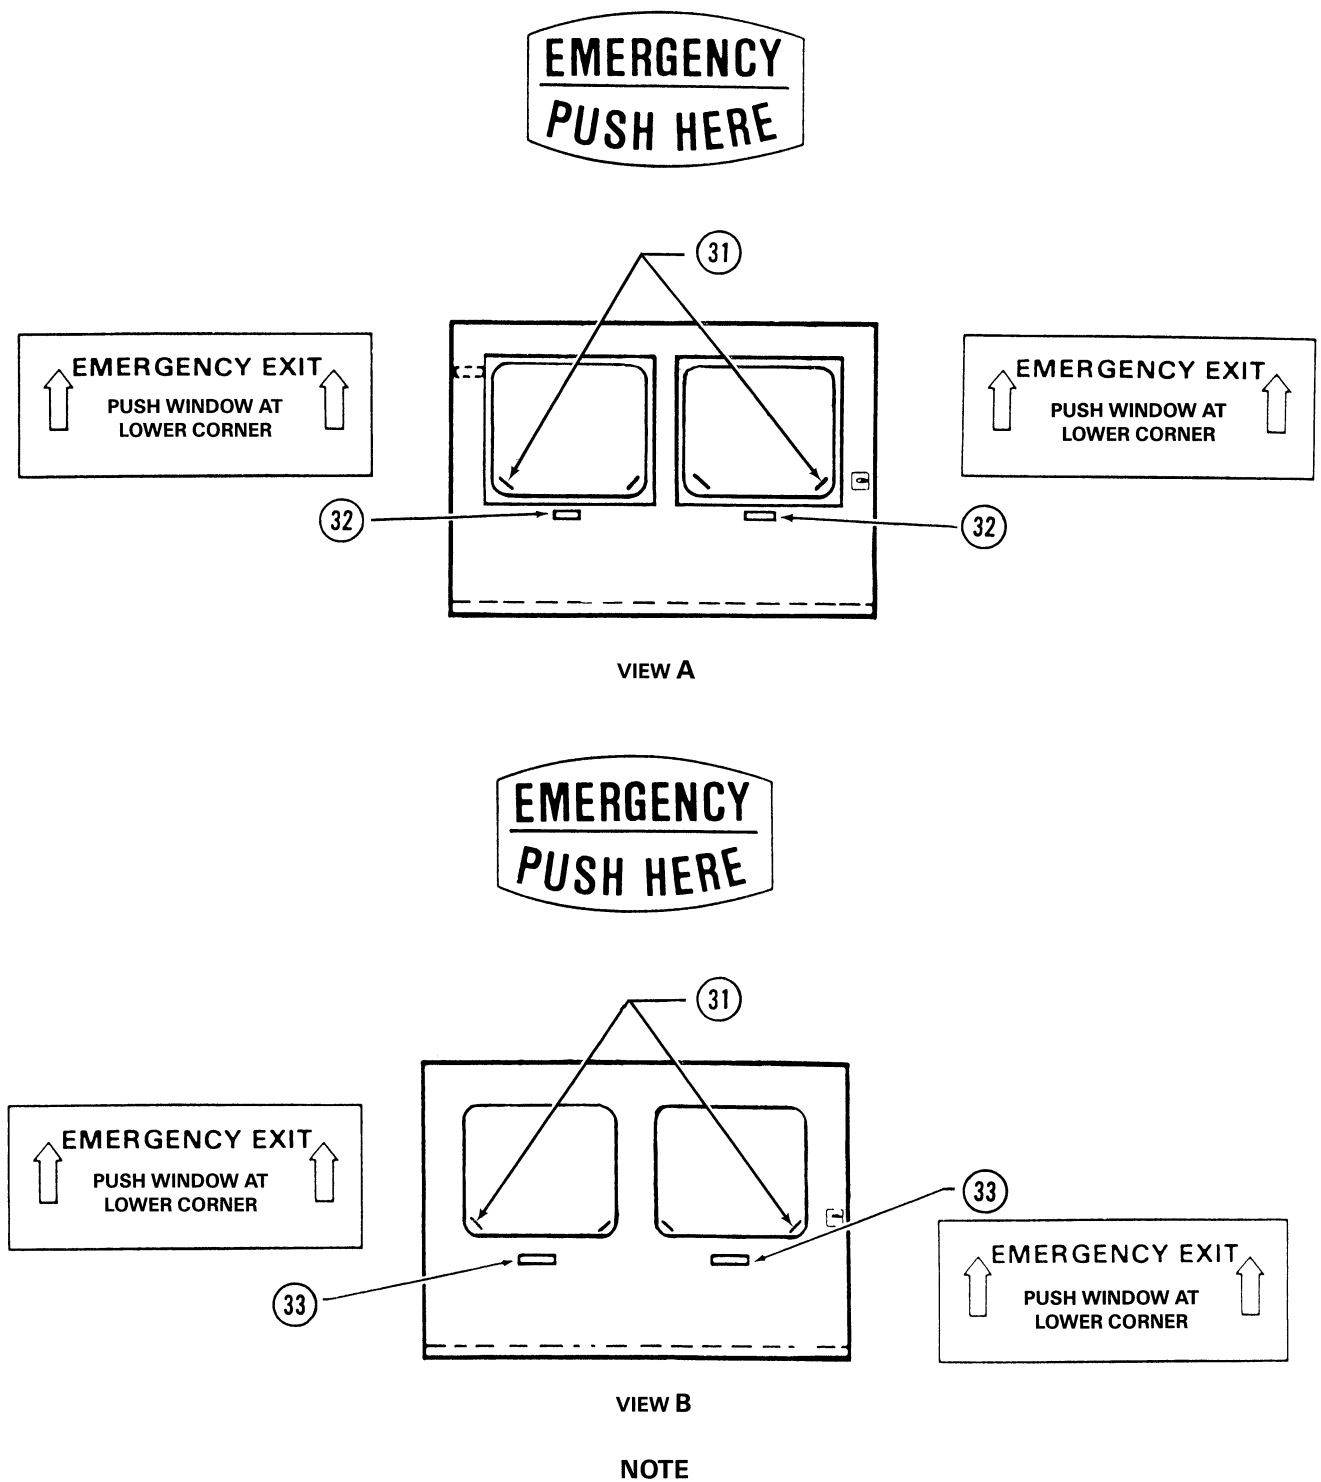 EMERGENCY
PUSH HERE
31
EMERGENCY EXIT
PUSH WINDOW AT
LOWER CORNER
EMERGENCY EXIT
PUSH WINDOW AT
LOWER CORNER
32
32
VIEW A
EMERGENCY
PUSH HERE
31
EMERGENCY EXIT
PUSH WINDOW AT
LOWER CORNER
33
EMERGENCY EXIT
PUSH WINDOW AT
LOWER CORNER
33
VIEW B
NOTE